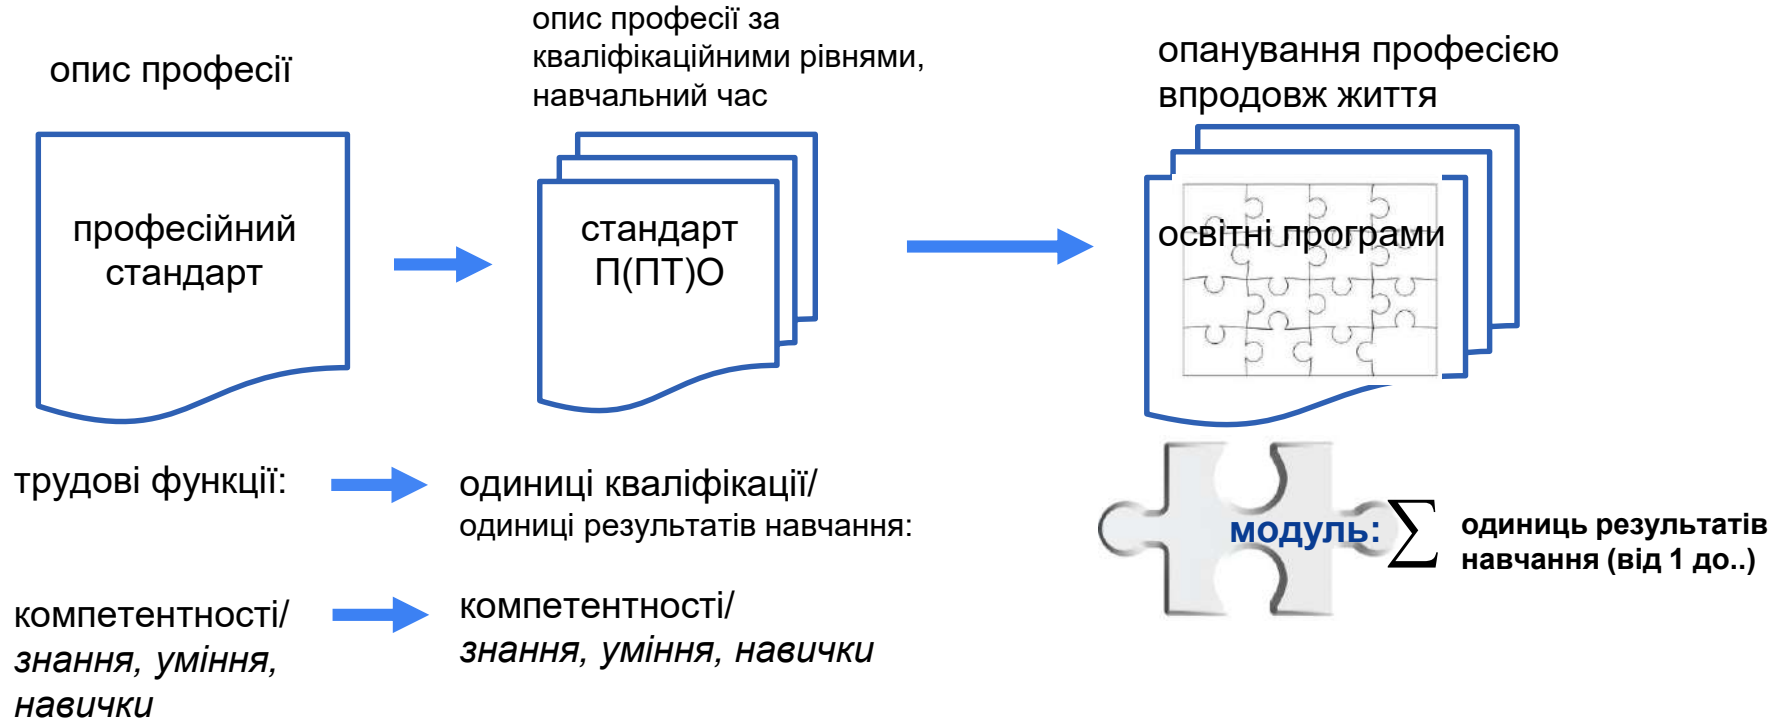 опис професії
професійний
стандарт
опис професії за
кваліфікаційними рівнями,
навчальний час
стандарт
П(ПТ)О
опанування професією
впродовж життя
освітні програми
трудові функції:
одиниці кваліфікації/
одиниці результатів навчання:
модуль: ∑
одиниць результатів
навчання (від 1 до..)
компетентності/
знання, уміння,
навички
компетентності/
знання, уміння, навички